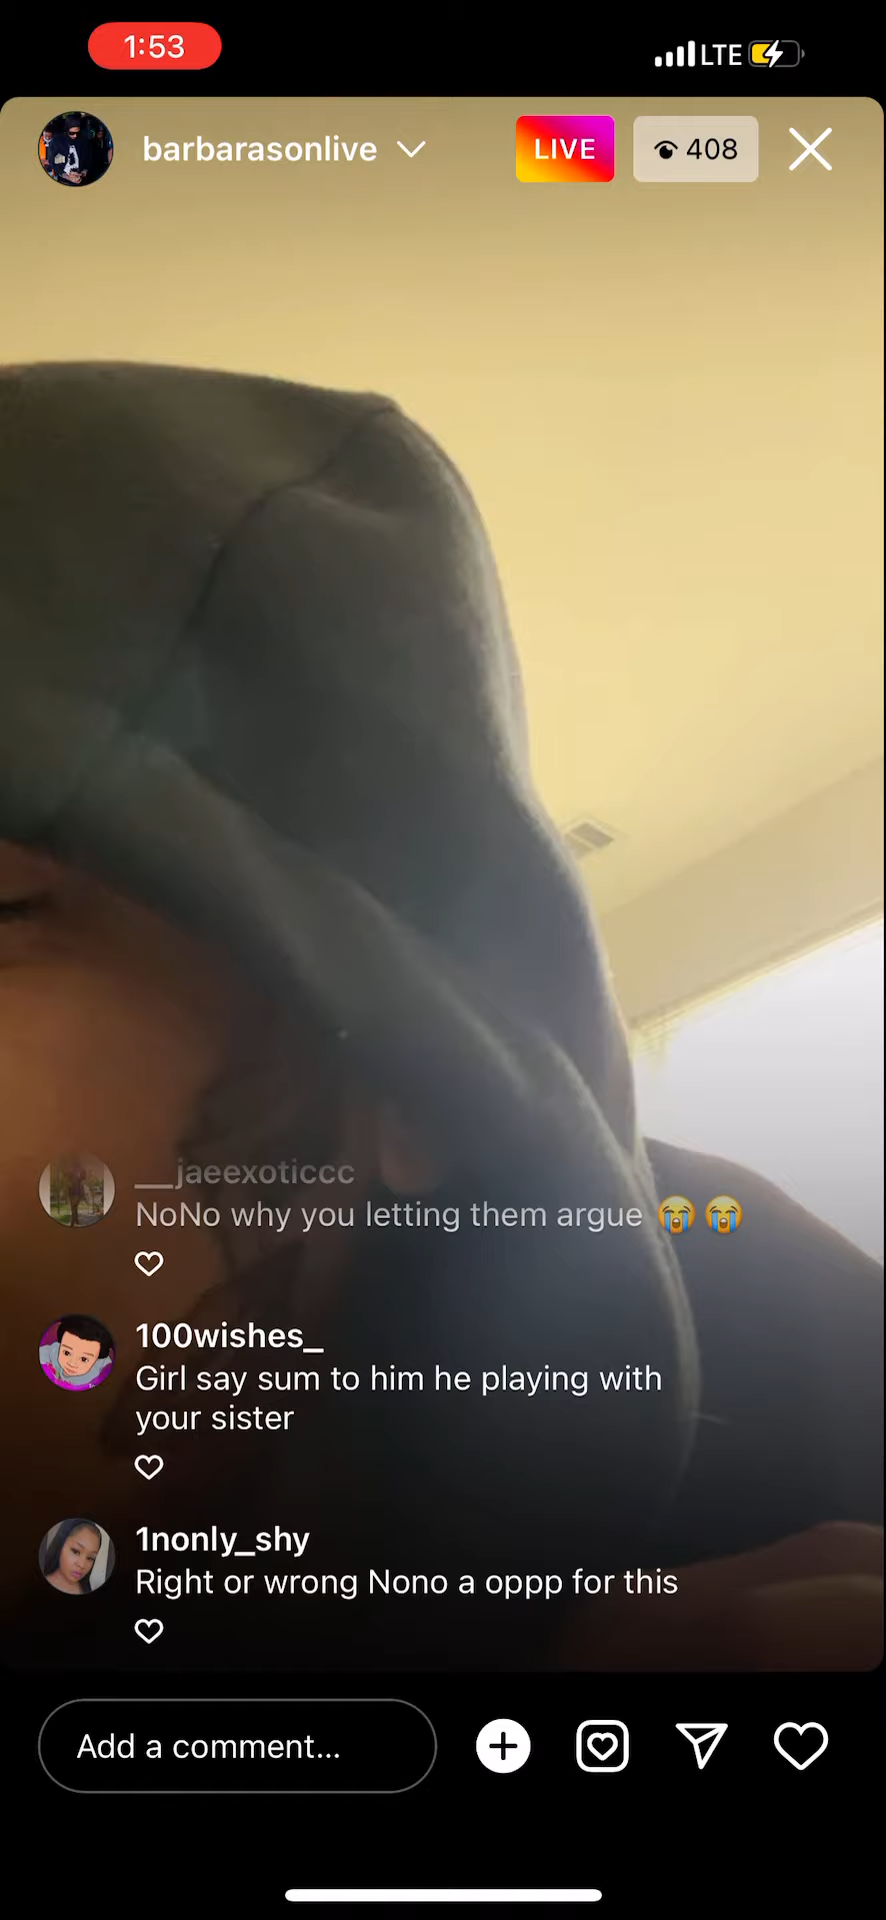 1:53
LTE
barbarasonlive
LIVE
408
__jaeexoticcc
NoNo why you letting them argue 😭😭
100wishes_
Girl say sum to him he playing with
your sister
1nonly_shy
Right or wrong Nono a oppp for this
Add a comment...